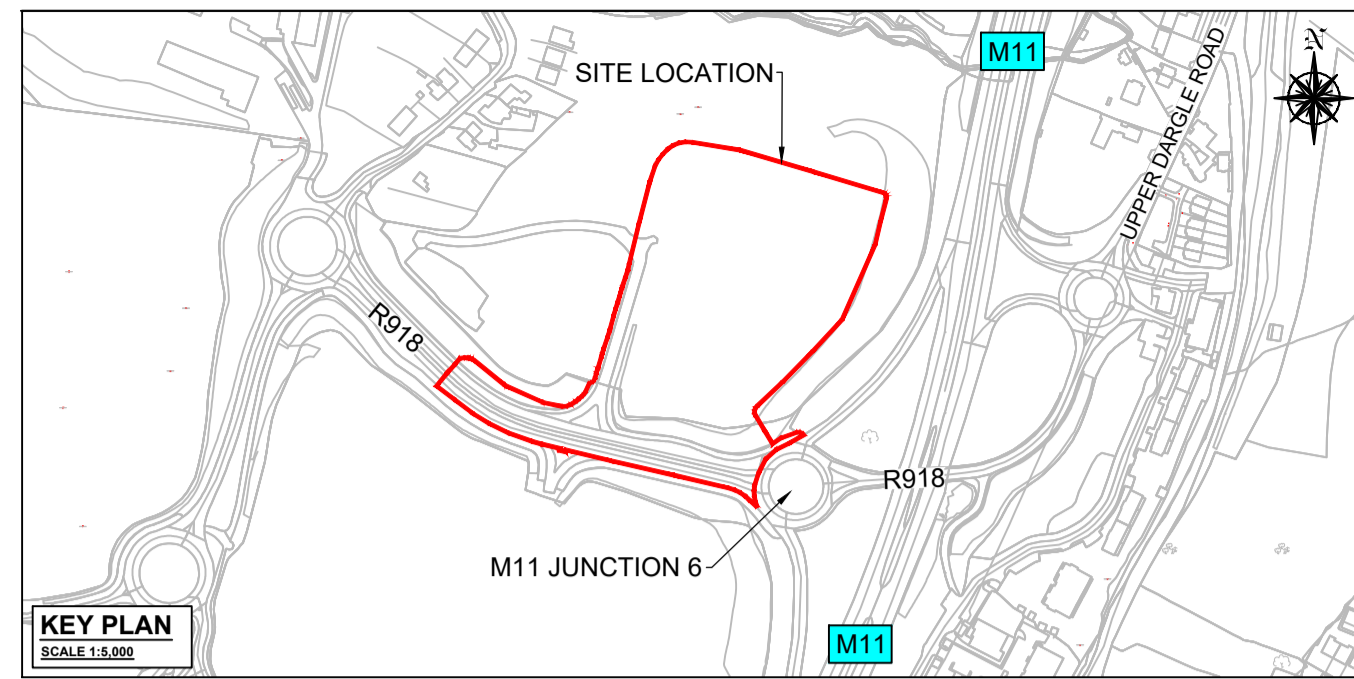 M11
SITE LOCATION
N
UPPER DARGLE ROAD
R918
R918
M11 JUNCTION 6
KEY PLAN
SCALE 1:5,000
M11